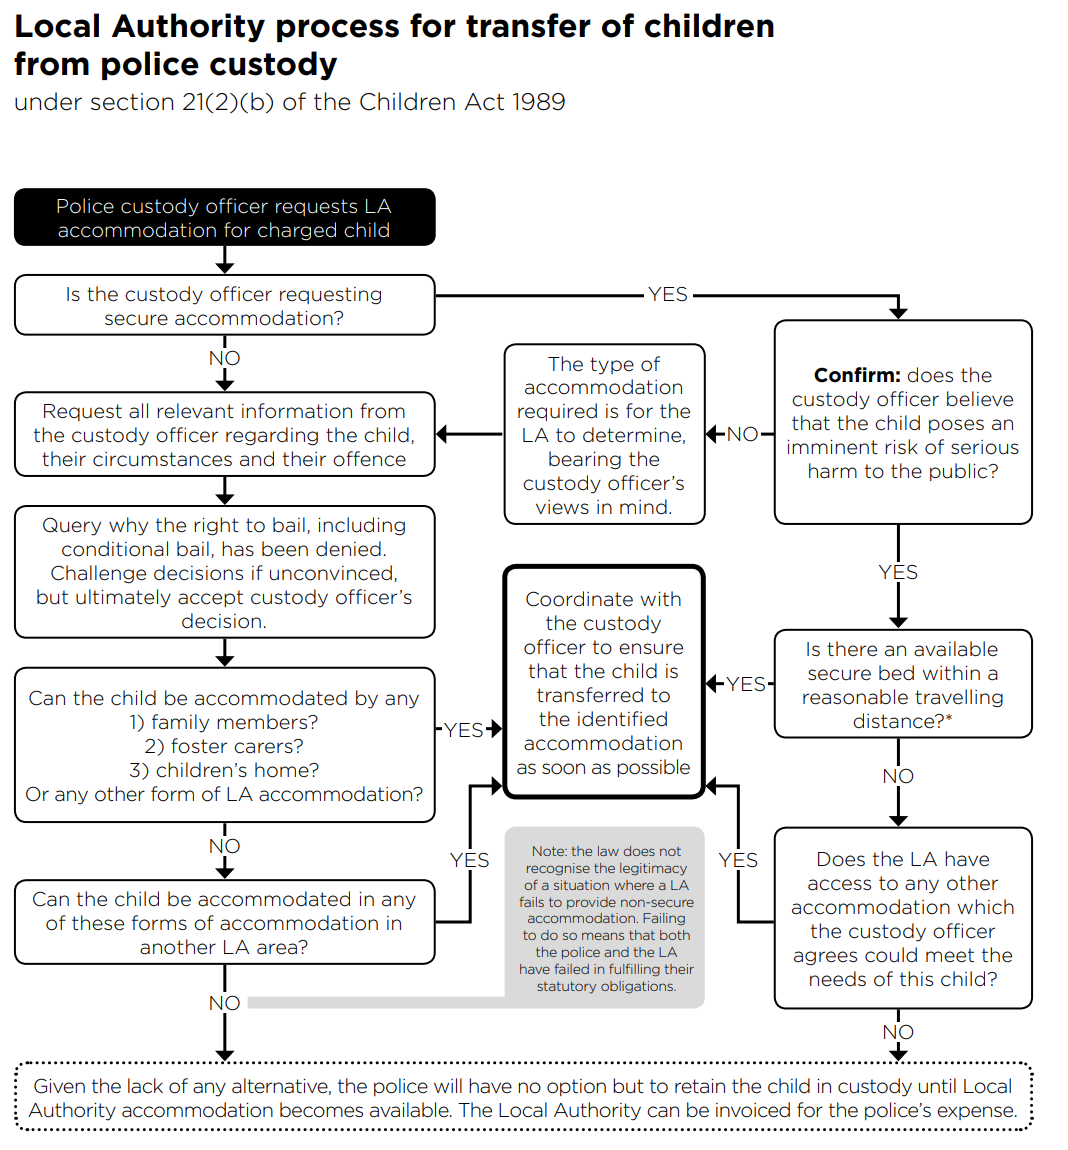 Local Authority process for transfer of children
from police custody
under section 21(2)(b) of the Children Act 1989
Police custody officer requests LA
accommodation for charged child
Is the custody officer requesting
secure accommodation?
YES
NO
Confirm: does the
custody officer believe
that the child poses an
imminent risk of serious
harm to the public?
NO
The type of
accommodation
required is for the
LA to determine,
bearing the
custody officer's
views in mind.
Request all relevant information from
the custody officer regarding the child,
their circumstances and their offence
Query why the right to bail, including
conditional bail, has been denied.
Challenge decisions if unconvinced,
but ultimately accept custody officer's
decision.
YES
Is there an available
secure bed within a
reasonable travelling
distance?*
YES
Coordinate with
the custody
officer to ensure
that the child is
transferred to
the identified
accommodation
as soon as possible
Can the child be accommodated by any
1) family members?
2) foster carers?
3) children's home?
Or any other form of LA accommodation?
YES
NO
NO
Can the child be accommodated in any
of these forms of accommodation in
another LA area?
YES
Note: the law does not
recognise the legitimacy
of a situation where a LA
fails to provide non-secure
accommodation. Failing
to do so means that both
the police and the LA
have failed in fulfilling their
statutory obligations.
YES
Does the LA have
access to any other
accommodation which
the custody officer
agrees could meet the
needs of this child?
NO
NO
Given the lack of any alternative, the police will have no option but to retain the child in custody until Local
Authority accommodation becomes available. The Local Authority can be invoiced for the police's expense.